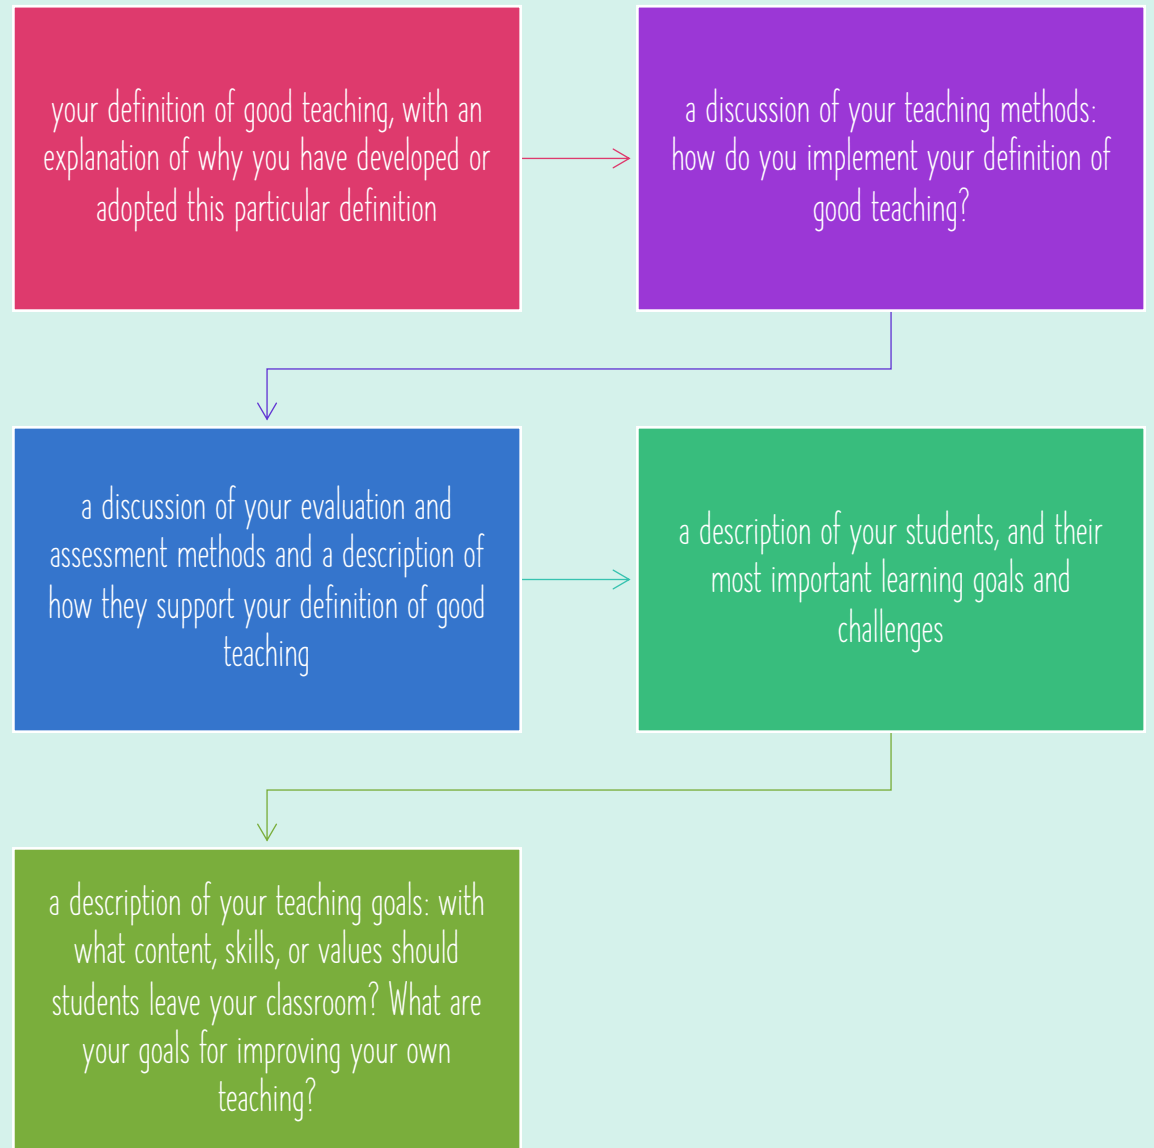 your definition of good teaching, with an
explanation of why you have developed or
adopted this particular definition
a discussion of your teaching methods:
how do you implement your definition of
good teaching?
a discussion of your evaluation and
assessment methods and a description of
how they support your definition of good
teaching
a description of your students, and their
most important learning goals and
challenges
a description of your teaching goals: with
what content, skills, or values should
students leave your classroom? What are
your goals for improving your own
teaching?